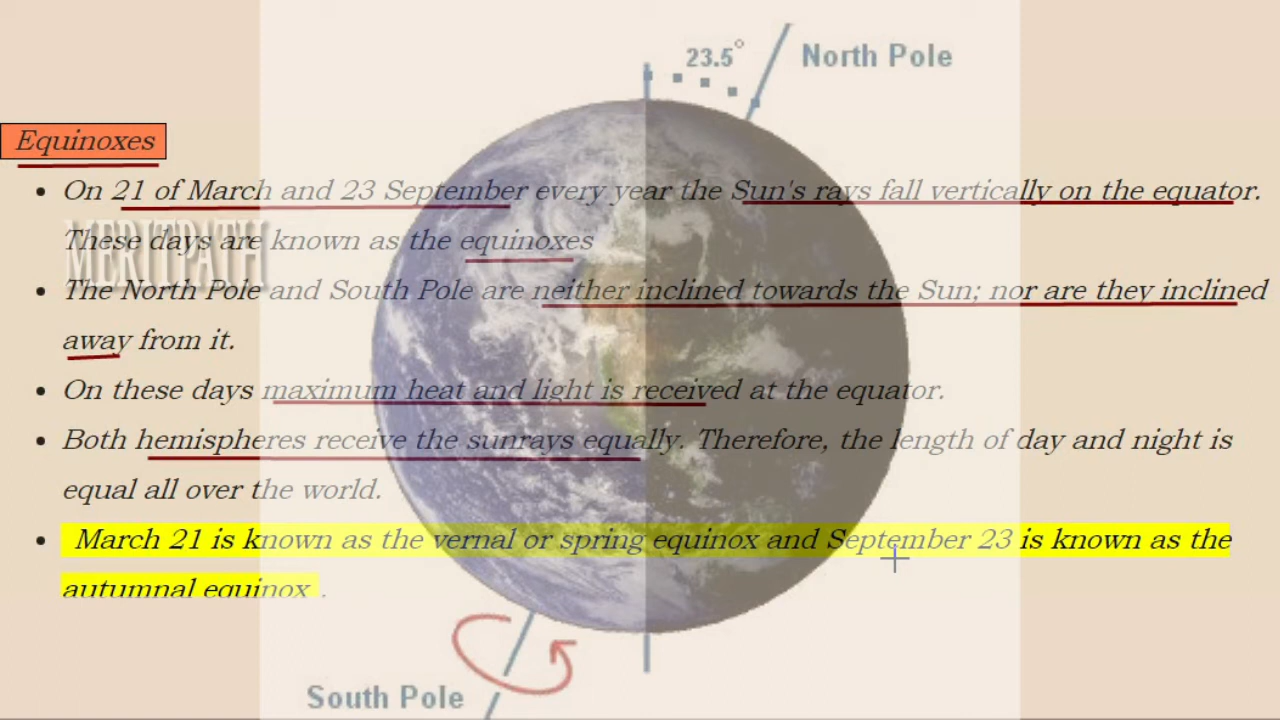 23.5°
North Pole
Equinoxes
• On 21 of March and 23 September every year the Sun's rays fall vertically on the equator.
These days are known as the equinoxes
MERITPATH
• The North Pole and South Pole are neither inclined towards the Sun; nor are they inclined
away from it.
• On these days maximum heat and light is received at the equator.
• Both hemispheres receive the sunrays equally. Therefore, the length of day and night is
equal all over the world.
• March 21 is known as the vernal or spring equinox and September 23 is known as the
autumnal equinox .
South Pole